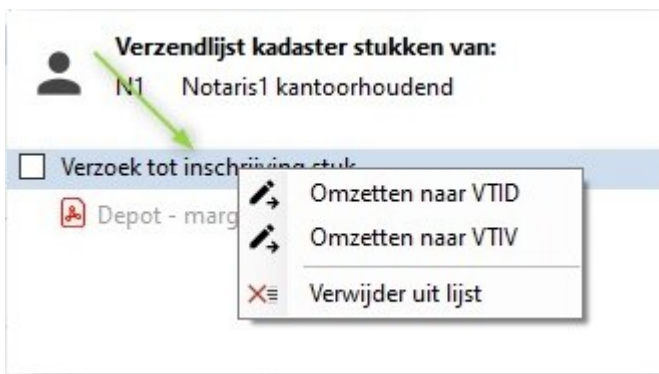 Verzendlijst kadaster stukken van:
N1 Notaris1 kantoorhoudend
Verzoek tot inschrijving stuk
Omzetten naar VTID
Depot - marg
Omzetten naar VTIV
Verwijder uit lijst